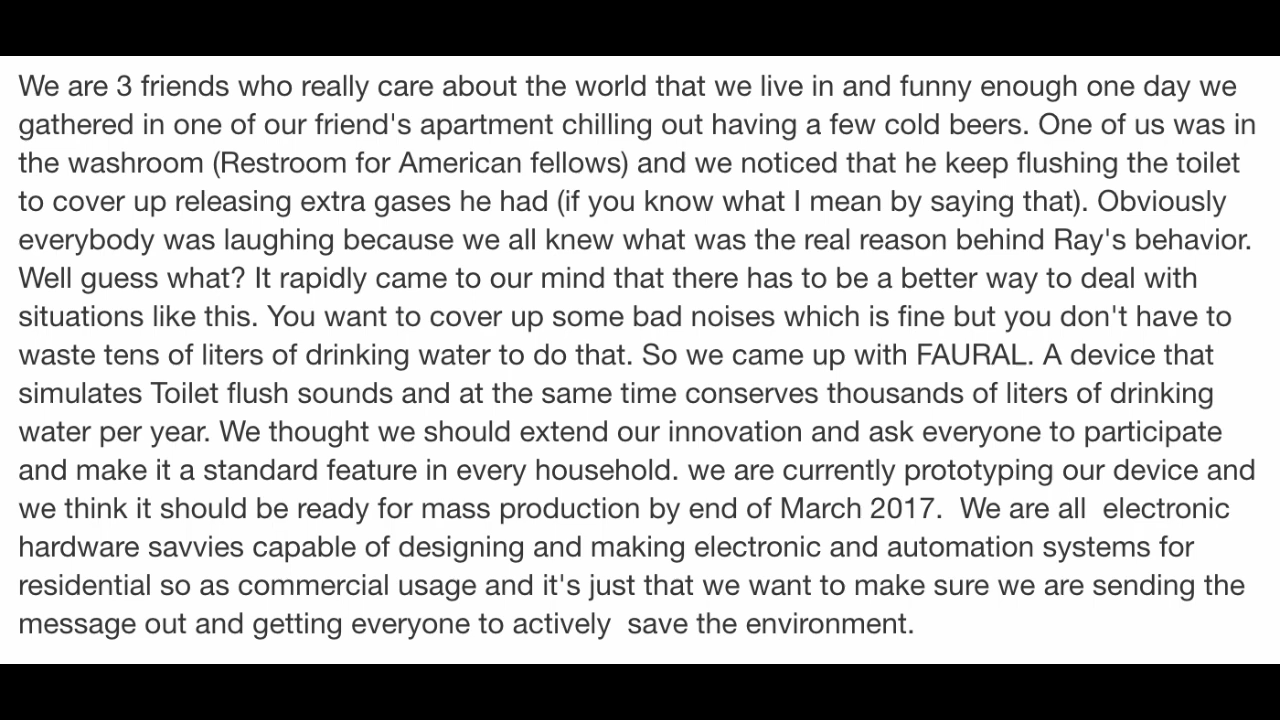 We are 3 friends who really care about the world that we live in and funny enough one day we
gathered in one of our friend's apartment chilling out having a few cold beers. One of us was in
the washroom (Restroom for American fellows) and we noticed that he keep flushing the toilet
to cover up releasing extra gases he had (if you know what I mean by saying that). Obviously
everybody was laughing because we all knew what was the real reason behind Ray's behavior.
Well guess what? It rapidly came to our mind that there has to be a better way to deal with
situations like this. You want to cover up some bad noises which is fine but you don't have to
waste tens of liters of drinking water to do that. So we came up with FAURAL. A device that
simulates Toilet flush sounds and at the same time conserves thousands of liters of drinking
water per year. We thought we should extend our innovation and ask everyone to participate
and make it a standard feature in every household. we are currently prototyping our device and
we think it should be ready for mass production by end of March 2017.  We are all  electronic
hardware savvies capable of designing and making electronic and automation systems for
residential so as commercial usage and it's just that we want to make sure we are sending the
message out and getting everyone to actively  save the environment.